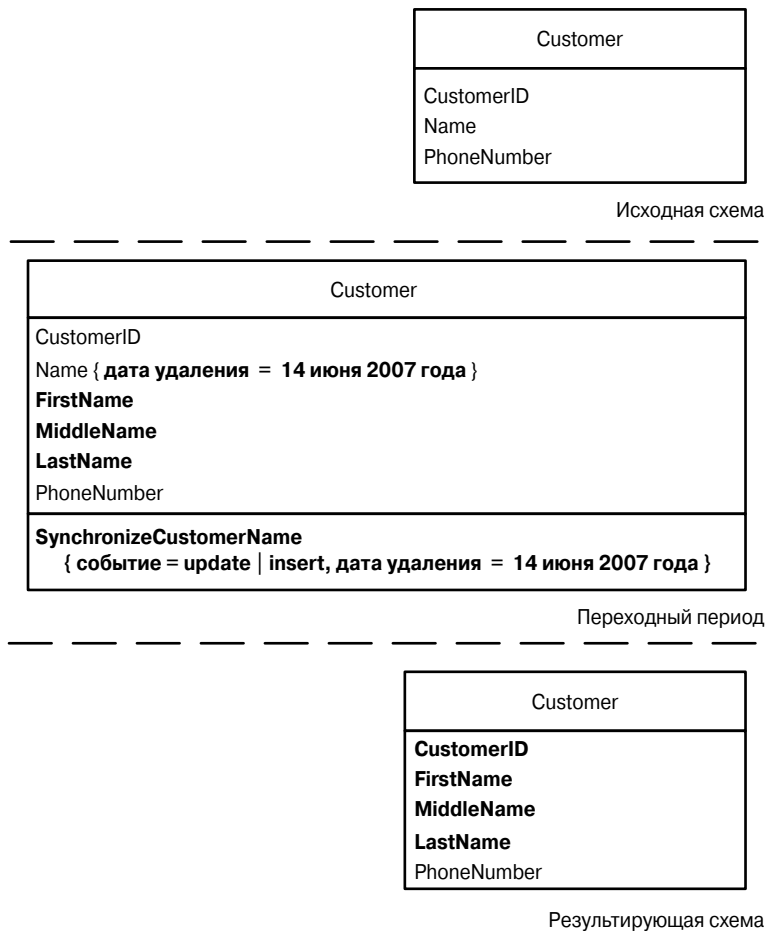 Customer
CustomerID
Name
PhoneNumber
Исходная схема
Customer
CustomerID
Name { дата удаления = 14 июня 2007 года }
FirstName
MiddleName
LastName
PhoneNumber
SynchronizeCustomerName
{ событие = update | insert, дата удаления = 14 июня 2007 года }
Переходный период
Customer
CustomerID
FirstName
MiddleName
LastName
PhoneNumber
Результирующая схема